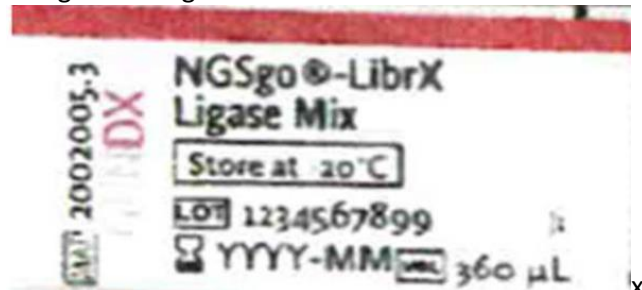 NGSgo®-LibrX
Ligase Mix
Store at 20°C
LOT 1234567899
YYYY-MM 360 µL
2002005.3
DX
x